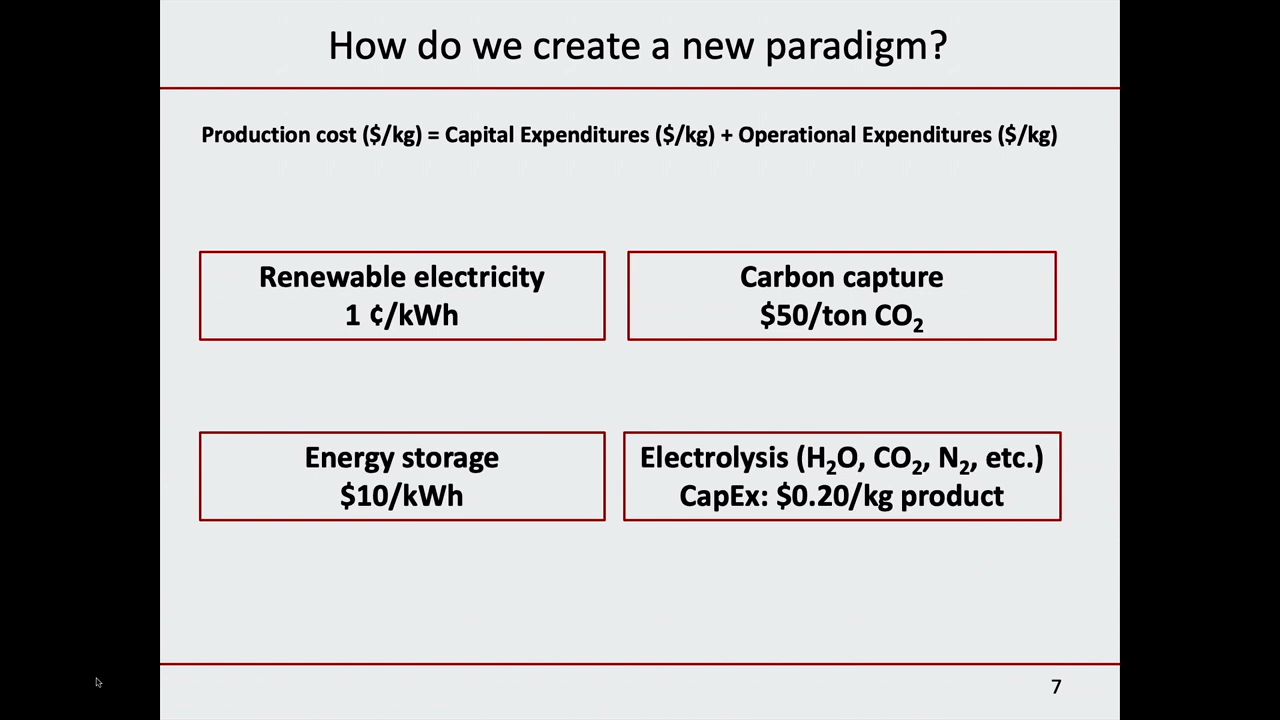 How do we create a new paradigm?
Production cost ($/kg) = Capital Expenditures ($/kg) + Operational Expenditures ($/kg)
Renewable electricity
1 ¢/kWh
Carbon capture
$50/ton CO₂
Energy storage
$10/kWh
Electrolysis (H₂O, CO₂, N₂, etc.)
CapEx: $0.20/kg product
7